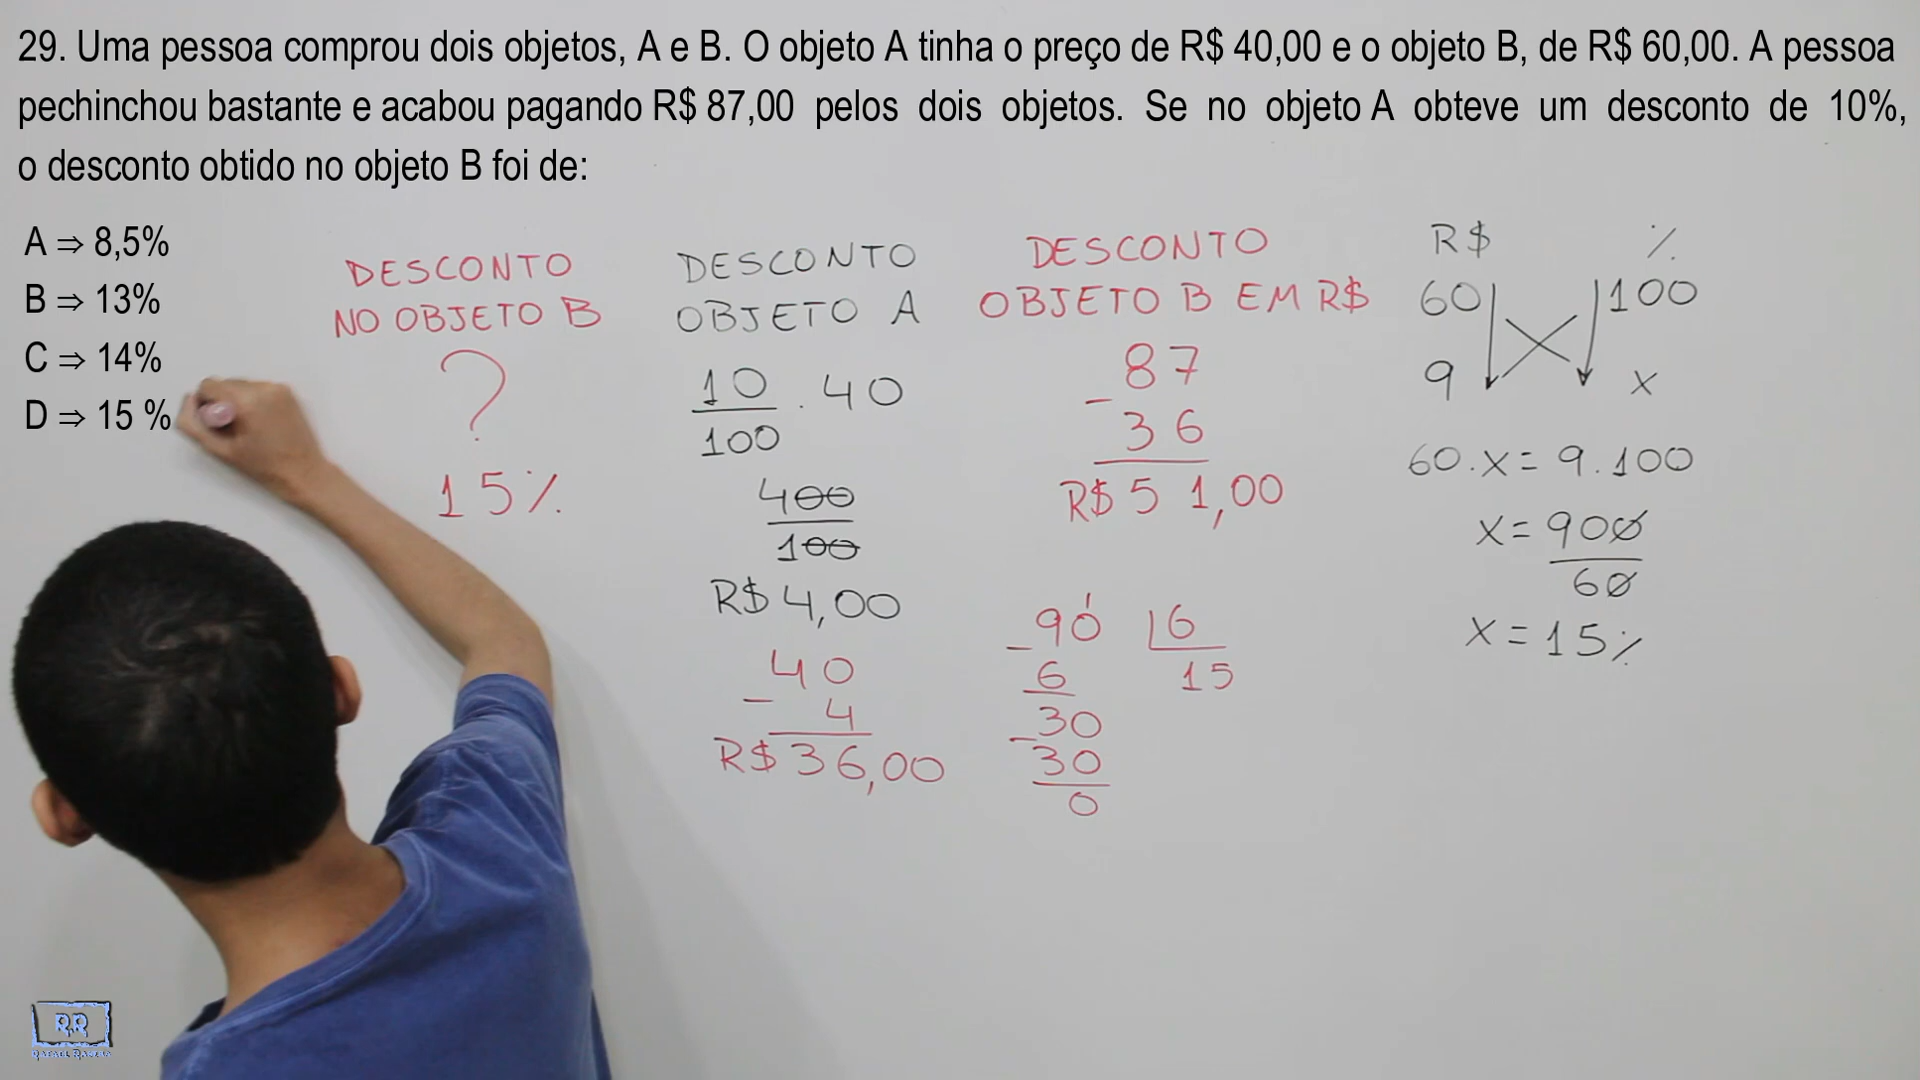 29. Uma pessoa comprou dois objetos, A e B. O objeto A tinha o preço de R$ 40,00 e o objeto B, de R$ 60,00. A pessoa
pechinchou bastante e acabou pagando R$ 87,00 pelos dois objetos. Se no objeto A obteve um desconto de 10%,
o desconto obtido no objeto B foi de:
A ⇒ 8,5%
B ⇒ 13%
C ⇒ 14%
D ⇒ 15 %
DESCONTO
NO OBJETO B
?
15%
DESCONTO
OBJETO A
10 . 40
100
400
100
R$ 4,00
40
- 4
R$ 36,00
DESCONTO
OBJETO B EM R$
87
- 36
R$ 51,00
90 6
- 6 15
30
- 30
0
R$ %
60 100
9 x
60.x = 9.100
x = 900
60
x = 15%
RR